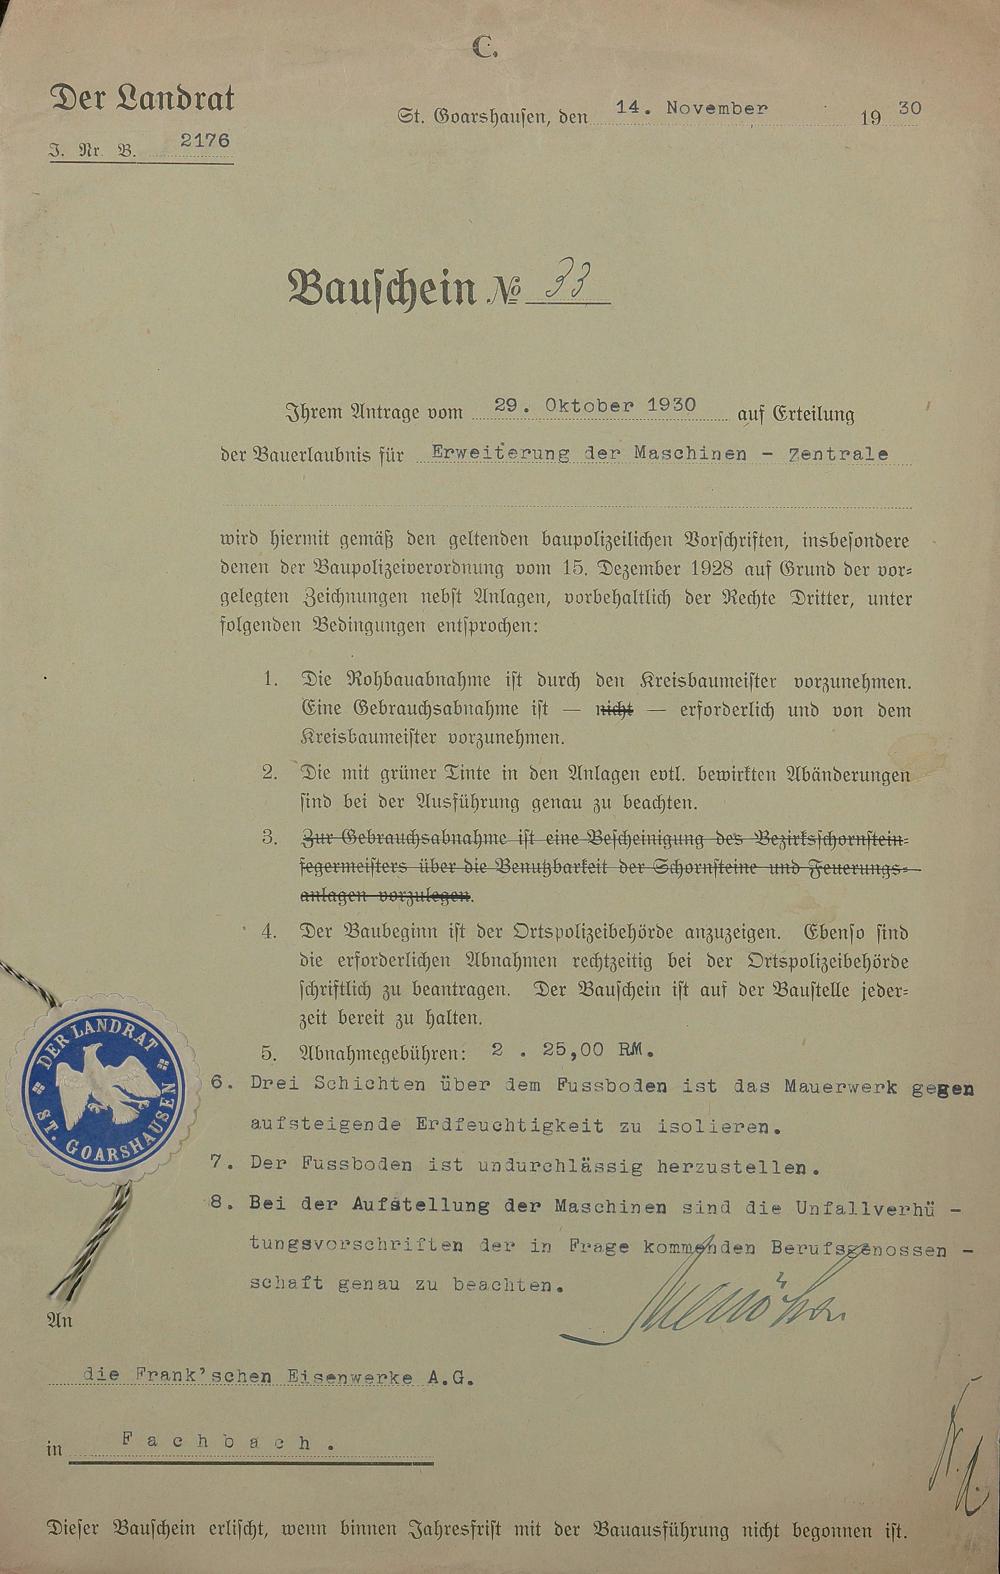 C.
Der Landrat
St. Goarshausen, den 14. November 1930
J. Nr. B. 2176
Bauschein № 33
Ihrem Antrage vom 29. Oktober 1930 auf Erteilung
der Bauerlaubnis für Erweiterung der Maschinen - Zentrale
wird hiermit gemäß den geltenden baupolizeilichen Vorschriften, insbesondere
denen der Baupolizeiverordnung vom 15. Dezember 1928 auf Grund der vor=
gelegten Zeichnungen nebst Anlagen, vorbehaltlich der Rechte Dritter, unter
folgenden Bedingungen entsprochen:
1. Die Rohbauabnahme ist durch den Kreisbaumeister vorzunehmen.
Eine Gebrauchsabnahme ist — nicht — erforderlich und von dem
Kreisbaumeister vorzunehmen.
2. Die mit grüner Tinte in den Anlagen evtl. bewirkten Abänderungen
sind bei der Ausführung genau zu beachten.
3. Zur Gebrauchsabnahme ist eine Bescheinigung des Bezirksschornstein=
fegermeisters über die Benutzbarkeit der Schornsteine und Feuerungs=
anlagen vorzulegen.
4. Der Baubeginn ist der Ortspolizeibehörde anzuzeigen. Ebenso sind
die erforderlichen Abnahmen rechtzeitig bei der Ortspolizeibehörde
schriftlich zu beantragen. Der Bauschein ist auf der Baustelle jeder=
zeit bereit zu halten.
5. Abnahmegebühren: 2 . 25,00 RM.
6. Drei Schichten über dem Fussboden ist das Mauerwerk gegen
aufsteigende Erdfeuchtigkeit zu isolieren.
7. Der Fussboden ist undurchlässig herzustellen.
8. Bei der Aufstellung der Maschinen sind die Unfallverhü -
tungsvorschriften der in Frage kommenden Berufsgenossen -
schaft genau zu beachten.
DER LANDRAT
ST. GOARSHAUSEN
An
die Frank'schen Eisenwerke A.G.
in Fachbach.
Dieser Bauschein erlischt, wenn binnen Jahresfrist mit der Bauausführung nicht begonnen ist.